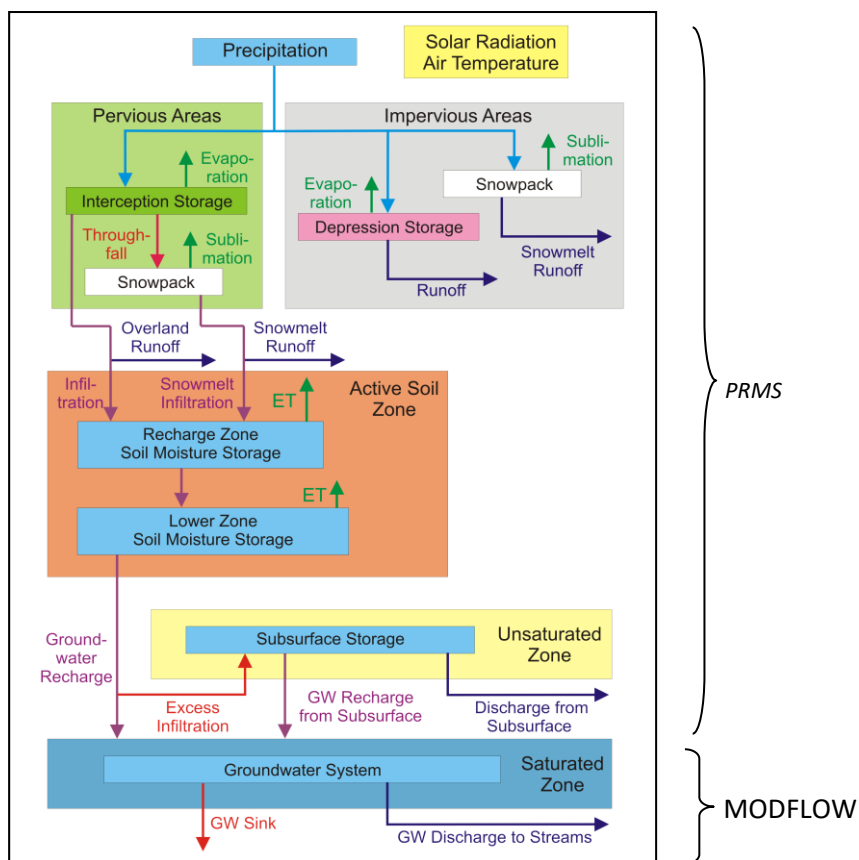 Precipitation
Solar Radiation
Air Temperature
Pervious Areas
Impervious Areas
Evapo-
ration
Interception Storage
Through-
fall
Subli-
mation
Snowpack
Evapo-
ration
Depression Storage
Runoff
Subli-
mation
Snowpack
Snowmelt
Runoff
Overland
Runoff
Snowmelt
Runoff
Infil-
tration
Snowmelt
Infiltration
ET
Active Soil
Zone
Recharge Zone
Soil Moisture Storage
ET
Lower Zone
Soil Moisture Storage
PRMS
Ground-
water
Recharge
Subsurface Storage
Unsaturated
Zone
Excess
Infiltration
GW Recharge
from Subsurface
Discharge from
Subsurface
Groundwater System
Saturated
Zone
GW Sink
GW Discharge to Streams
MODFLOW